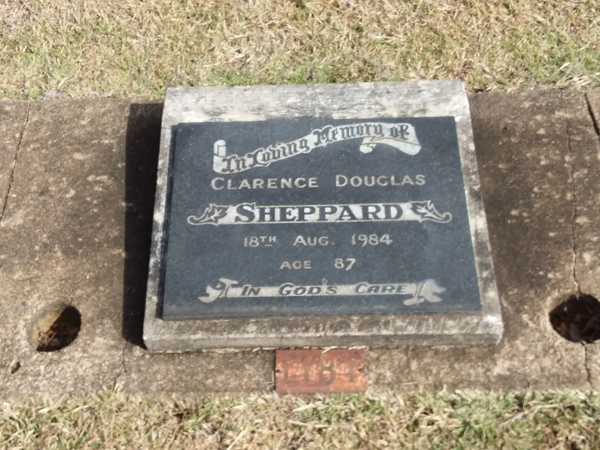 In Loving Memory of
CLARENCE DOUGLAS
SHEPPARD
18TH AUG. 1984
AGE 87
IN GOD'S CARE